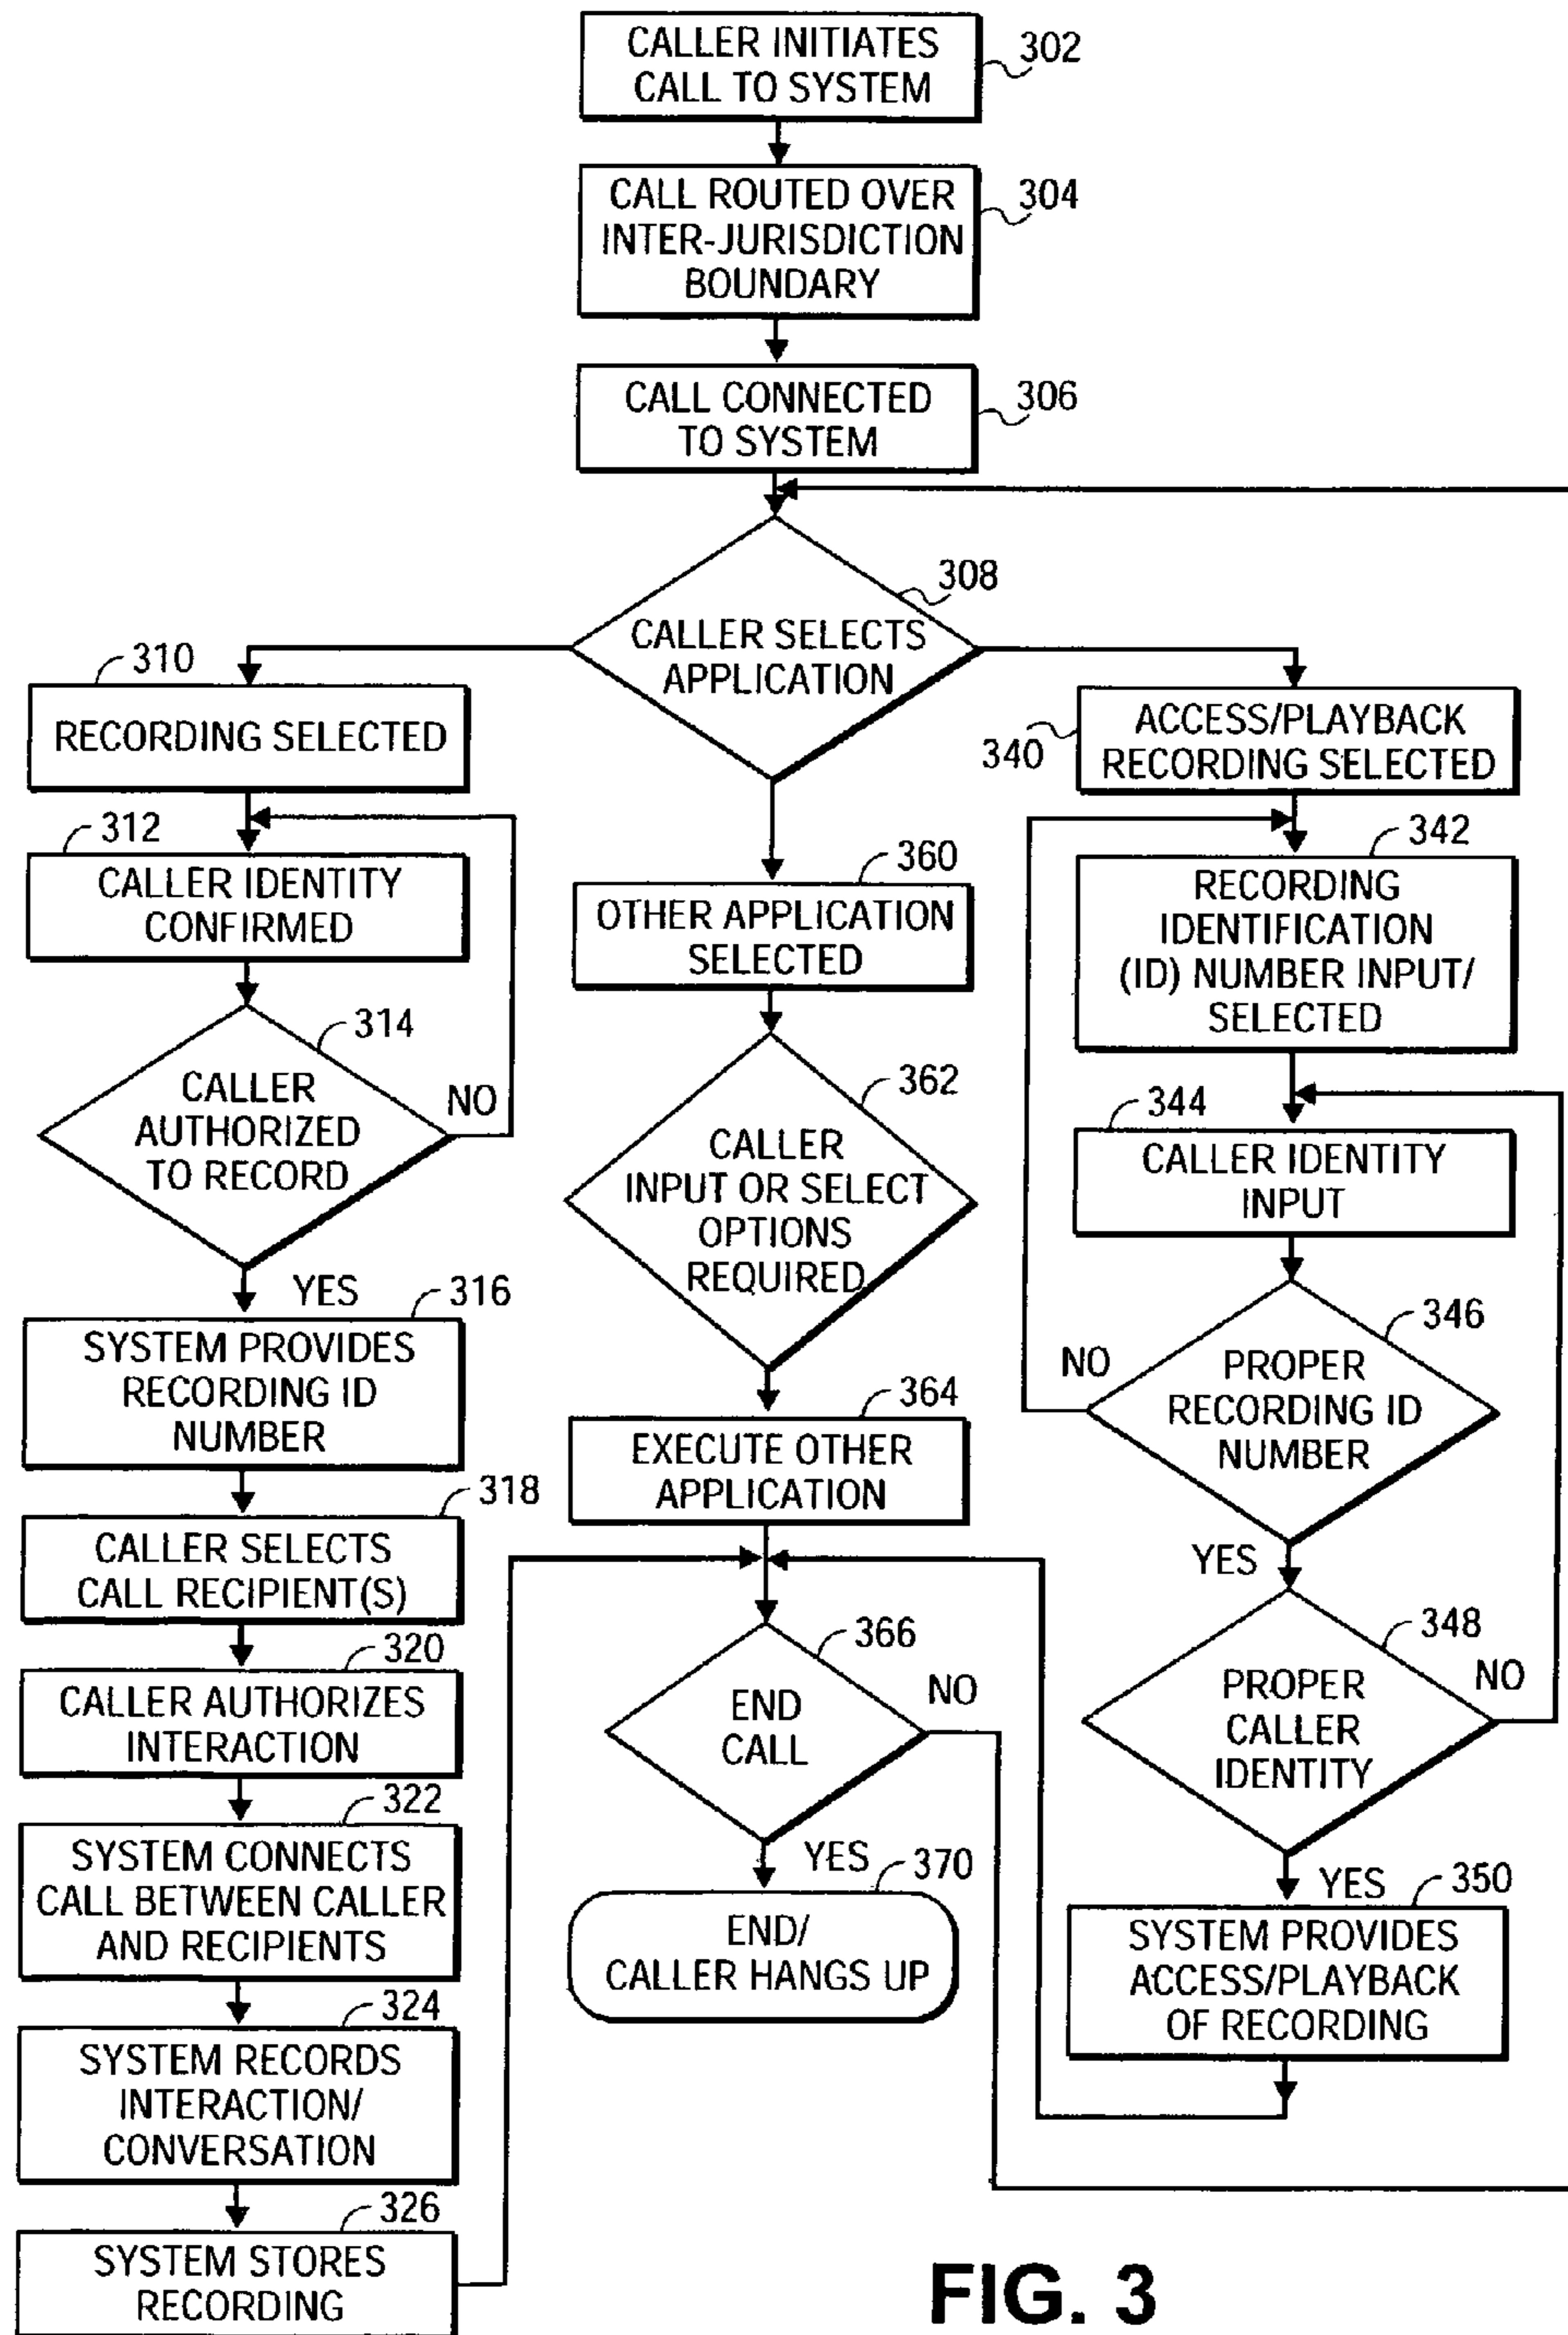 CALLER INITIATES
CALL TO SYSTEM
302
CALL ROUTED OVER
INTER-JURISDICTION
BOUNDARY
304
CALL CONNECTED
TO SYSTEM
306
CALLER SELECTS
APPLICATION
308
310
RECORDING SELECTED
312
CALLER IDENTITY
CONFIRMED
314
CALLER
AUTHORIZED
TO RECORD
NO
YES
316
SYSTEM PROVIDES
RECORDING ID
NUMBER
318
CALLER SELECTS
CALL RECIPIENT(S)
320
CALLER AUTHORIZES
INTERACTION
322
SYSTEM CONNECTS
CALL BETWEEN CALLER
AND RECIPIENTS
324
SYSTEM RECORDS
INTERACTION/
CONVERSATION
326
SYSTEM STORES
RECORDING
360
OTHER APPLICATION
SELECTED
362
CALLER
INPUT OR SELECT
OPTIONS
REQUIRED
364
EXECUTE OTHER
APPLICATION
366
END
CALL
NO
YES
370
END/
CALLER HANGS UP
340
ACCESS/PLAYBACK
RECORDING SELECTED
342
RECORDING
IDENTIFICATION
(ID) NUMBER INPUT/
SELECTED
344
CALLER IDENTITY
INPUT
346
PROPER
RECORDING ID
NUMBER
NO
YES
348
PROPER
CALLER
IDENTITY
NO
YES
350
SYSTEM PROVIDES
ACCESS/PLAYBACK
OF RECORDING
FIG. 3